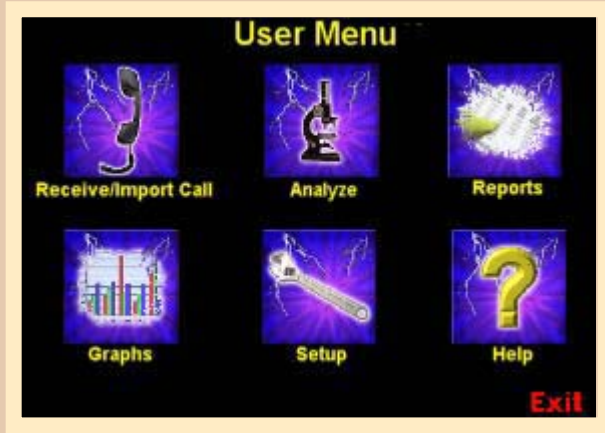 User Menu
Receive/Import Call
Analyze
Reports
Graphs
Setup
Help
Exit